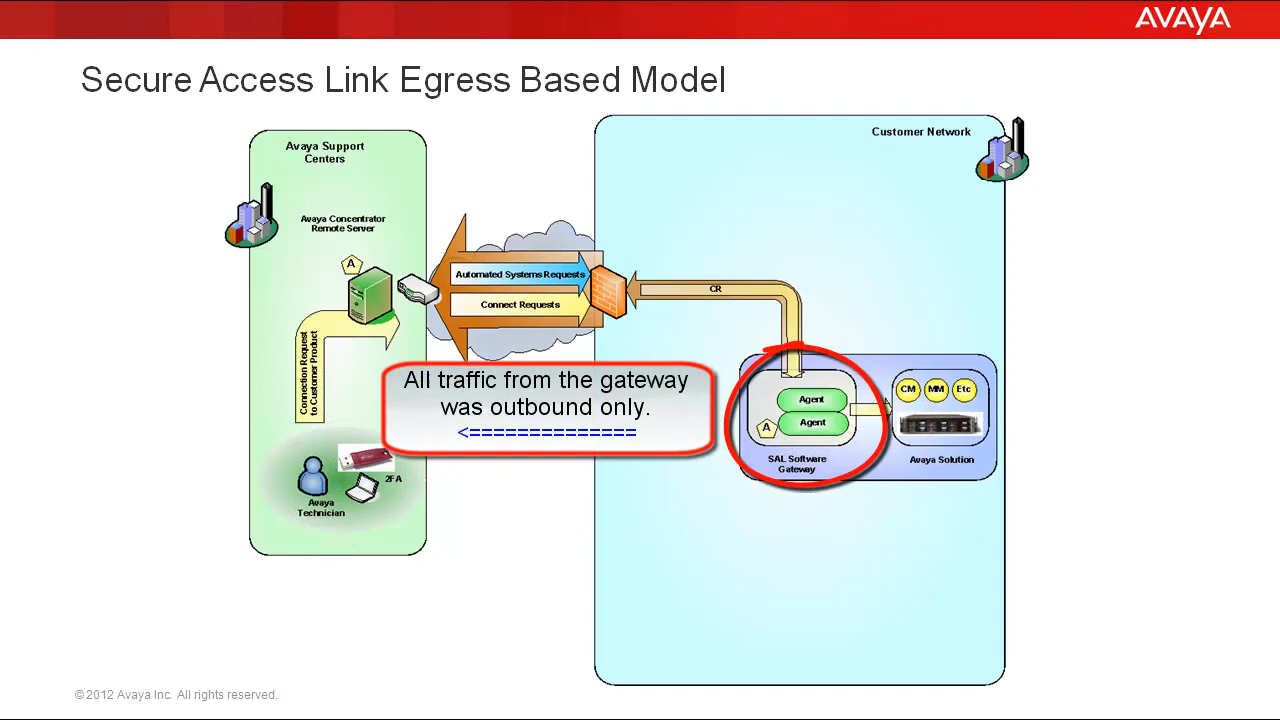 AVAYA
Secure Access Link Egress Based Model
Avaya Support
Centers
Customer Network
Avaya Concentrator
Remote Server
A
Automated Systems Requests
Connect Requests
CR
Connection Request
to Customer Product
All traffic from the gateway
was outbound only.
<==============
Agent
Agent
A
SAL Software
Gateway
CM
MM
Etc
Avaya Solution
2FA
Avaya
Technician
© 2012 Avaya Inc. All rights reserved.